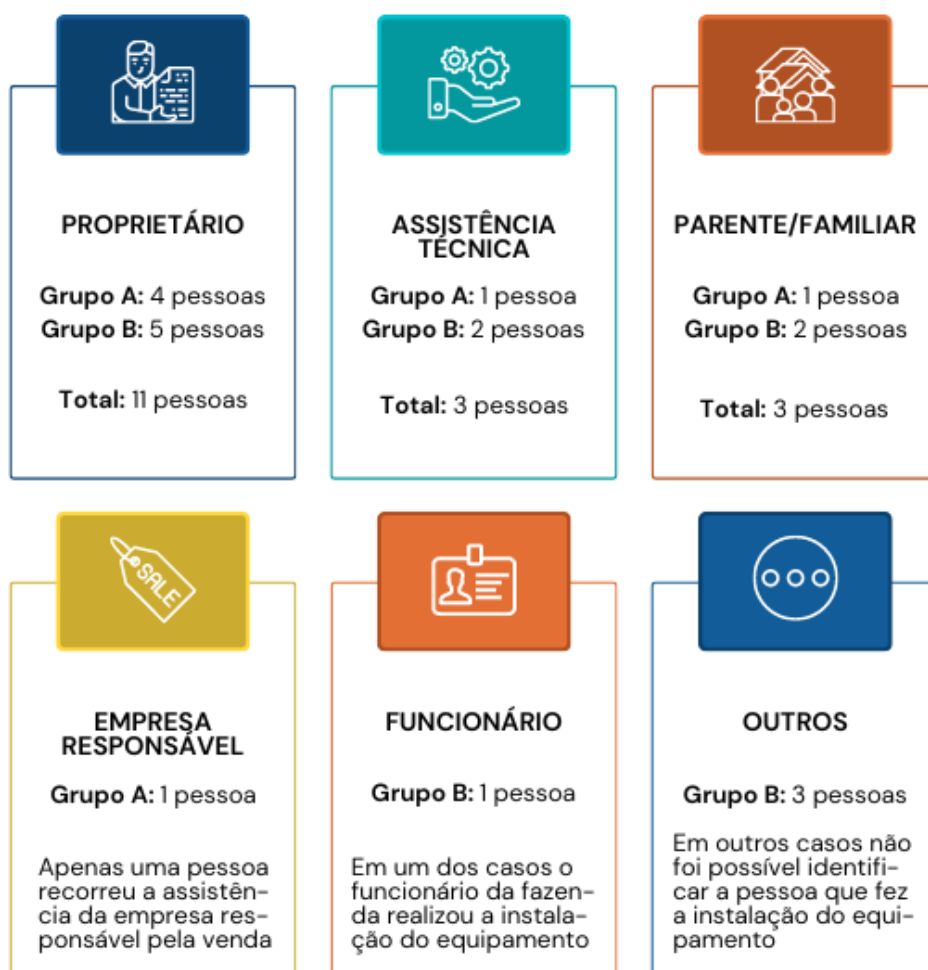 PROPRIETÁRIO
Grupo A: 4 pessoas
Grupo B: 5 pessoas
Total: 11 pessoas
ASSISTÊNCIA
TÉCNICA
Grupo A: 1 pessoa
Grupo B: 2 pessoas
Total: 3 pessoas
PARENTE/FAMILIAR
Grupo A: 1 pessoa
Grupo B: 2 pessoas
Total: 3 pessoas
SALE
EMPRESA
RESPONSÁVEL
Grupo A: 1 pessoa
Apenas uma pessoa
recorreu a assistên-
cia da empresa res-
ponsável pela venda
FUNCIONÁRIO
Grupo B: 1 pessoa
Em um dos casos o
funcionário da fazen-
da realizou a instala-
ção do equipamento
OUTROS
Grupo B: 3 pessoas
Em outros casos não
foi possível identifi-
car a pessoa que fez
a instalação do equi-
pamento